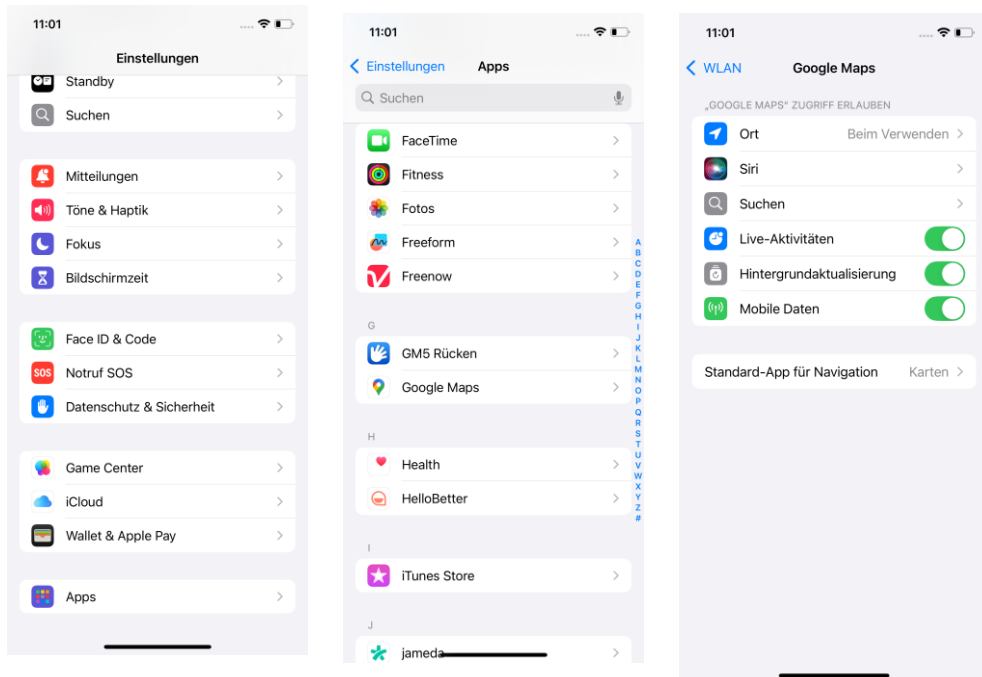 11:01
Einstellungen
Standby
Suchen
Mitteilungen
Töne & Haptik
Fokus
Bildschirmzeit
Face ID & Code
SOS
Notruf SOS
Datenschutz & Sicherheit
Game Center
iCloud
Wallet & Apple Pay
Apps
11:01
Einstellungen
Apps
Suchen
FaceTime
Fitness
Fotos
Freeform
Freenow
G
GM5 Rücken
Google Maps
H
Health
HelloBetter
I
iTunes Store
J
jameda
A
B
C
D
E
F
G
H
I
J
K
L
M
N
O
P
Q
R
S
T
U
V
W
X
Y
Z
#
11:01
WLAN
Google Maps
„GOOGLE MAPS“ ZUGRIFF ERLAUBEN
Ort Beim Verwenden
Siri
Suchen
Live-Aktivitäten
Hintergrundaktualisierung
Mobile Daten
Standard-App für Navigation Karten